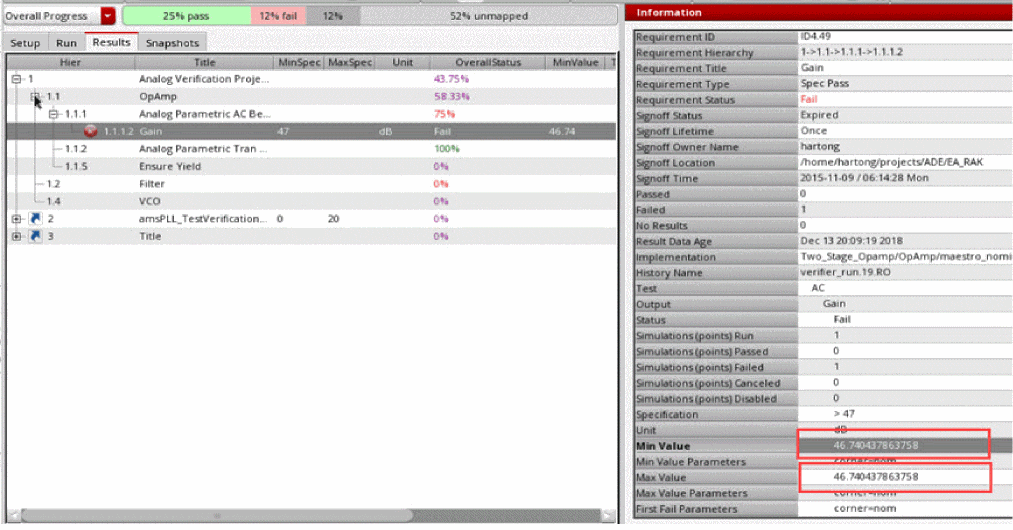 Overall Progress 25% pass 12% fail 12% 52% unmapped
Setup Run Results Snapshots
Hier Title MinSpec MaxSpec Unit OverallStatus MinValue T
1 Analog Verification Proje... 43.75%
1.1 OpAmp 58.33%
1.1.1 Analog Parametric AC Be... 75%
1.1.1.2 Gain 47 dB Fail 46.74
1.1.2 Analog Parametric Tran ... 100%
1.1.5 Ensure Yield 0%
1.2 Filter 0%
1.4 VCO 0%
2 amsPLL_TestVerification... 0 20 0%
3 Title 0%
Information
Requirement ID ID4.49
Requirement Hierarchy 1->1.1->1.1.1->1.1.1.2
Requirement Title Gain
Requirement Type Spec Pass
Requirement Status Fail
Signoff Status Expired
Signoff Lifetime Once
Signoff Owner Name hartong
Signoff Location /home/hartong/projects/ADE/EA_RAK
Signoff Time 2015-11-09 / 06:14:28 Mon
Passed 0
Failed 1
No Results 0
Result Data Age Dec 13 20:09:19 2018
Implementation Two_Stage_Opamp/OpAmp/maestro_nomi
History Name verifier_run.19.RO
Test AC
Output Gain
Status Fail
Simulations (points) Run 1
Simulations (points) Passed 0
Simulations (points) Failed 1
Simulations (points) Canceled 0
Simulations (points) Disabled 0
Specification > 47
Unit dB
Min Value 46.740437863758
Min Value Parameters corner=nom
Max Value 46.740437863758
Max Value Parameters corner=nom
First Fail Parameters corner=nom